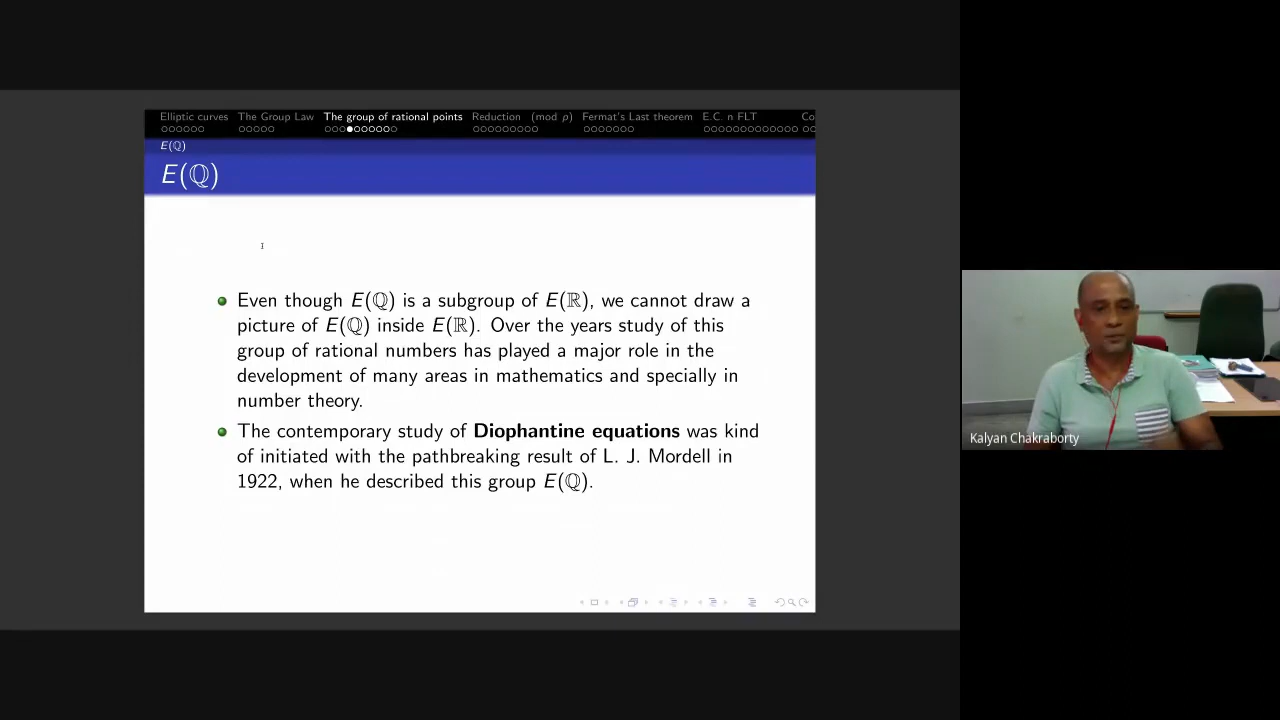 Elliptic curves The Group Law The group of rational points Reduction (mod p) Fermat's Last theorem E.C. n FLT Co
E(ℚ)
E(ℚ)
Even though E(ℚ) is a subgroup of E(ℝ), we cannot draw a
picture of E(ℚ) inside E(ℝ). Over the years study of this
group of rational numbers has played a major role in the
development of many areas in mathematics and specially in
number theory.
The contemporary study of Diophantine equations was kind
of initiated with the pathbreaking result of L. J. Mordell in
1922, when he described this group E(ℚ).
Kalyan Chakraborty